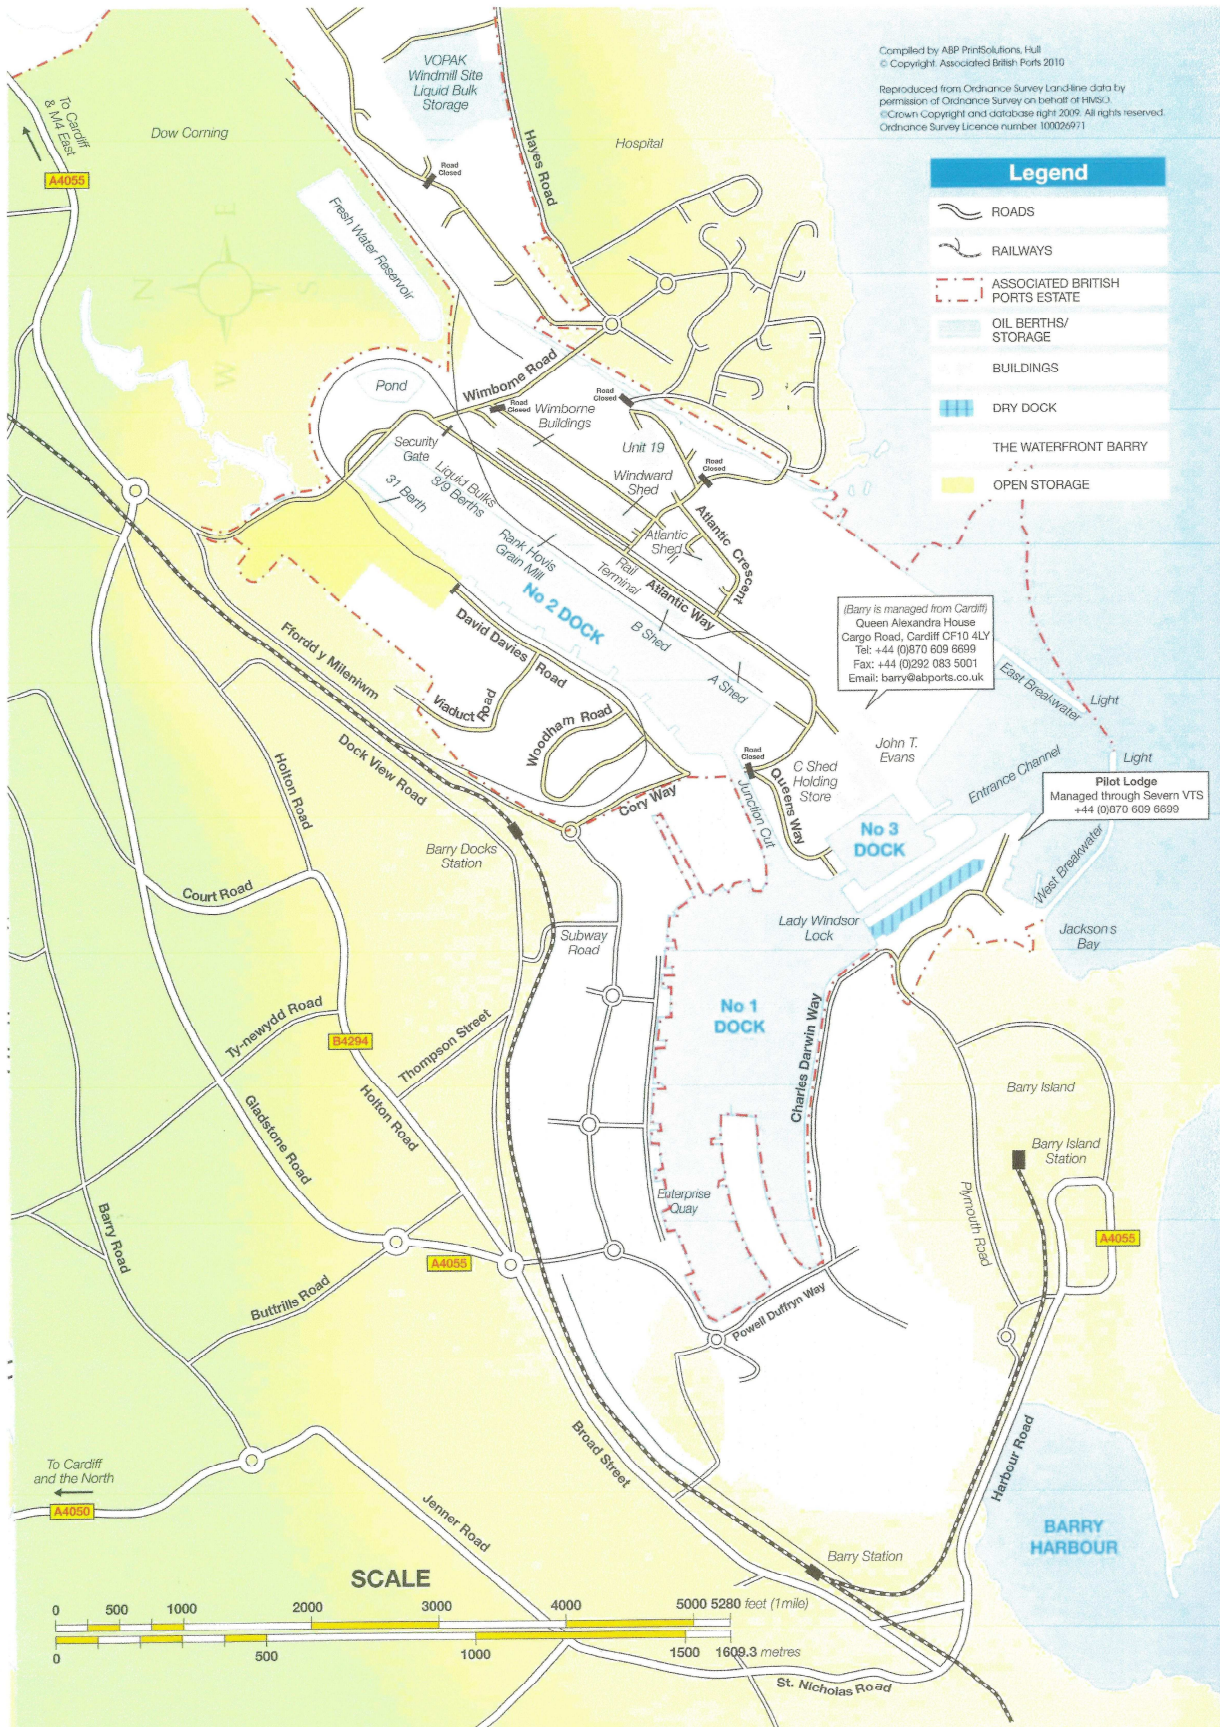 Compiled by ABP PrintSolutions, Hull
© Copyright. Associated British Ports 2010
Reproduced from Ordnance Survey Land-line data by
permission of Ordnance Survey on behalf of HMSO.
©Crown Copyright and database right 2009. All rights reserved.
Ordnance Survey Licence number 100026971
Legend
ROADS
RAILWAYS
ASSOCIATED BRITISH
PORTS ESTATE
OIL BERTHS/
STORAGE
BUILDINGS
DRY DOCK
THE WATERFRONT BARRY
OPEN STORAGE
VOPAK
Windmill Site
Liquid Bulk
Storage
To Cardiff
& M4 East
A4055
Dow Corning
Hayes Road
Hospital
Road
Closed
Fresh Water Reservoir
N
E
S
W
Pond
Wimborne Road
Road
Closed
Wimborne
Buildings
Road
Closed
Security
Gate
Unit 19
Road
Closed
Liquid Bulks
3/9 Berths
31 Berth
Windward
Shed
Atlantic Crescent
Atlantic
Shed
Rank Hovis
Grain Mill
Rail
Terminal
Atlantic Way
No 2 DOCK
B Shed
A Shed
David Davies
Road
Ffordd y Mileniwm
Viaduct Road
Woodham Road
Dock View Road
(Barry is managed from Cardiff)
Queen Alexandra House
Cargo Road, Cardiff CF10 4LY
Tel: +44 (0)870 609 6699
Fax: +44 (0)292 083 5001
Email: barry@abports.co.uk
East Breakwater
Light
Light
John T.
Evans
Entrance Channel
Road
Closed
C Shed
Holding
Store
Queens Way
Junction Cut
Pilot Lodge
Managed through Severn VTS
+44 (0)870 609 6699
Cory Way
Holton Road
Barry Docks
Station
No 3
DOCK
West Breakwater
Court Road
Lady Windsor
Lock
Jackson's
Bay
Subway
Road
No 1
DOCK
Charles Darwin Way
Ty-newydd Road
B4294
Thompson Street
Holton Road
Gladstone Road
Barry Island
Barry Island
Station
Enterprise
Quay
Plymouth Road
Barry Road
A4055
A4055
Buttrills Road
Powell Duffryn Way
Broad Street
Harbour Road
To Cardiff
and the North
A4050
Jenner Road
BARRY
HARBOUR
Barry Station
SCALE
0 500 1000 2000 3000 4000 5000 5280 feet (1mile)
0 500 1000 1500 1609.3 metres
St. Nicholas Road